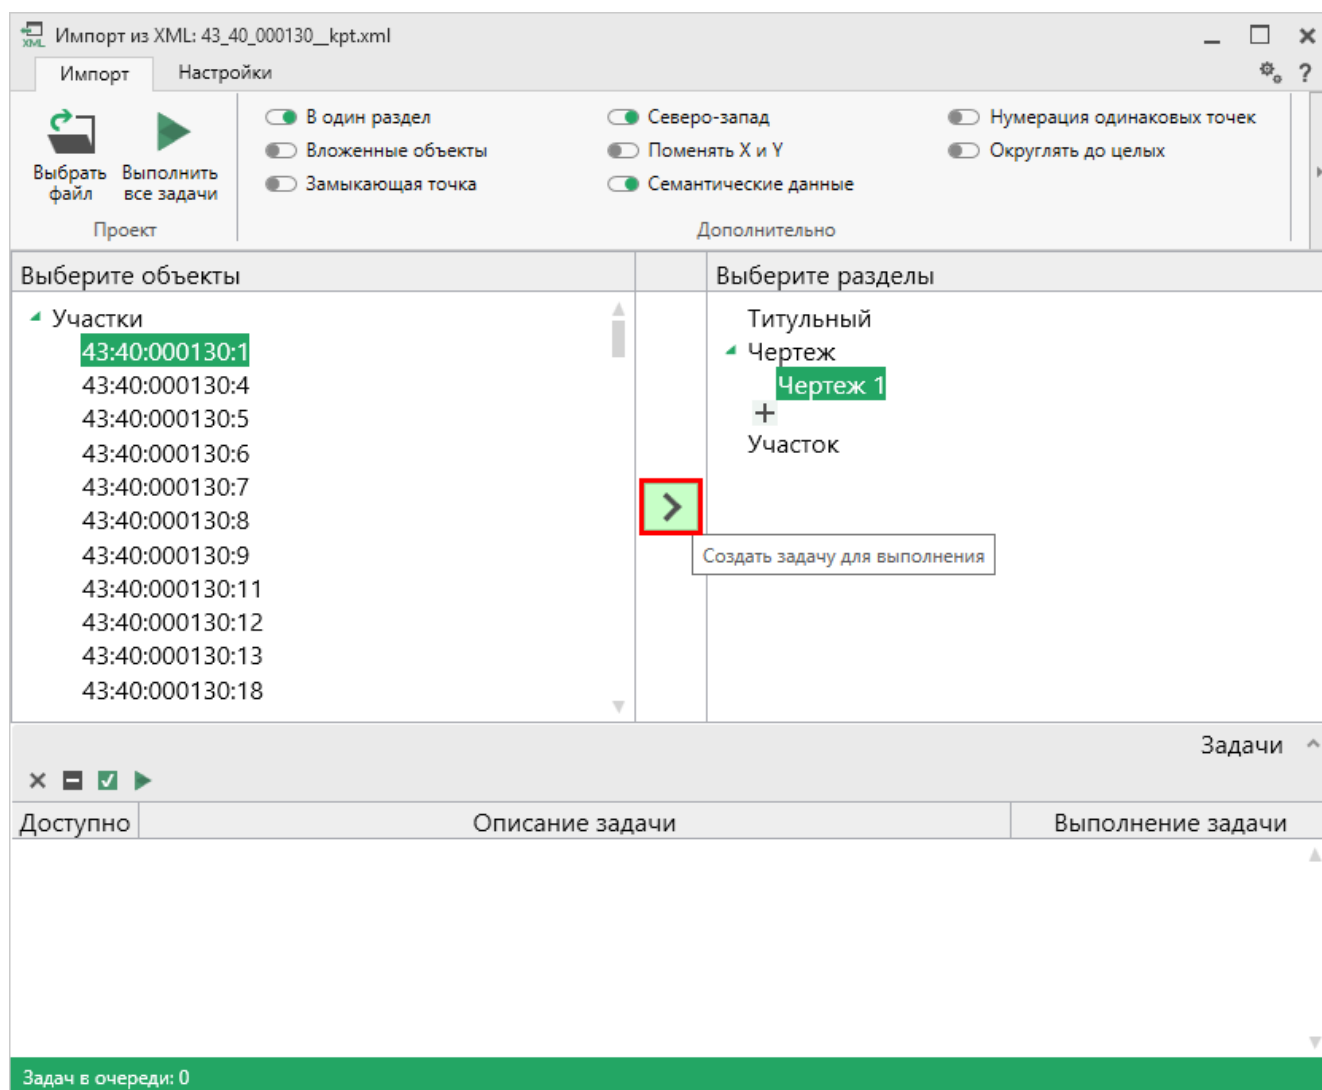 XML Импорт из XML: 43_40_000130__kpt.xml
Импорт Настройки ?
В один раздел Северо-запад Нумерация одинаковых точек
Вложенные объекты Поменять X и Y Округлять до целых
Замыкающая точка Семантические данные
Выбрать файл
Выполнить все задачи
Проект Дополнительно
Выберите объекты Выберите разделы
Участки
43:40:000130:1
43:40:000130:4
43:40:000130:5
43:40:000130:6
43:40:000130:7
43:40:000130:8
43:40:000130:9
43:40:000130:11
43:40:000130:12
43:40:000130:13
43:40:000130:18
Титульный
Чертеж
Чертеж 1
Участок
Создать задачу для выполнения
Задачи
Доступно Описание задачи Выполнение задачи
Задач в очереди: 0